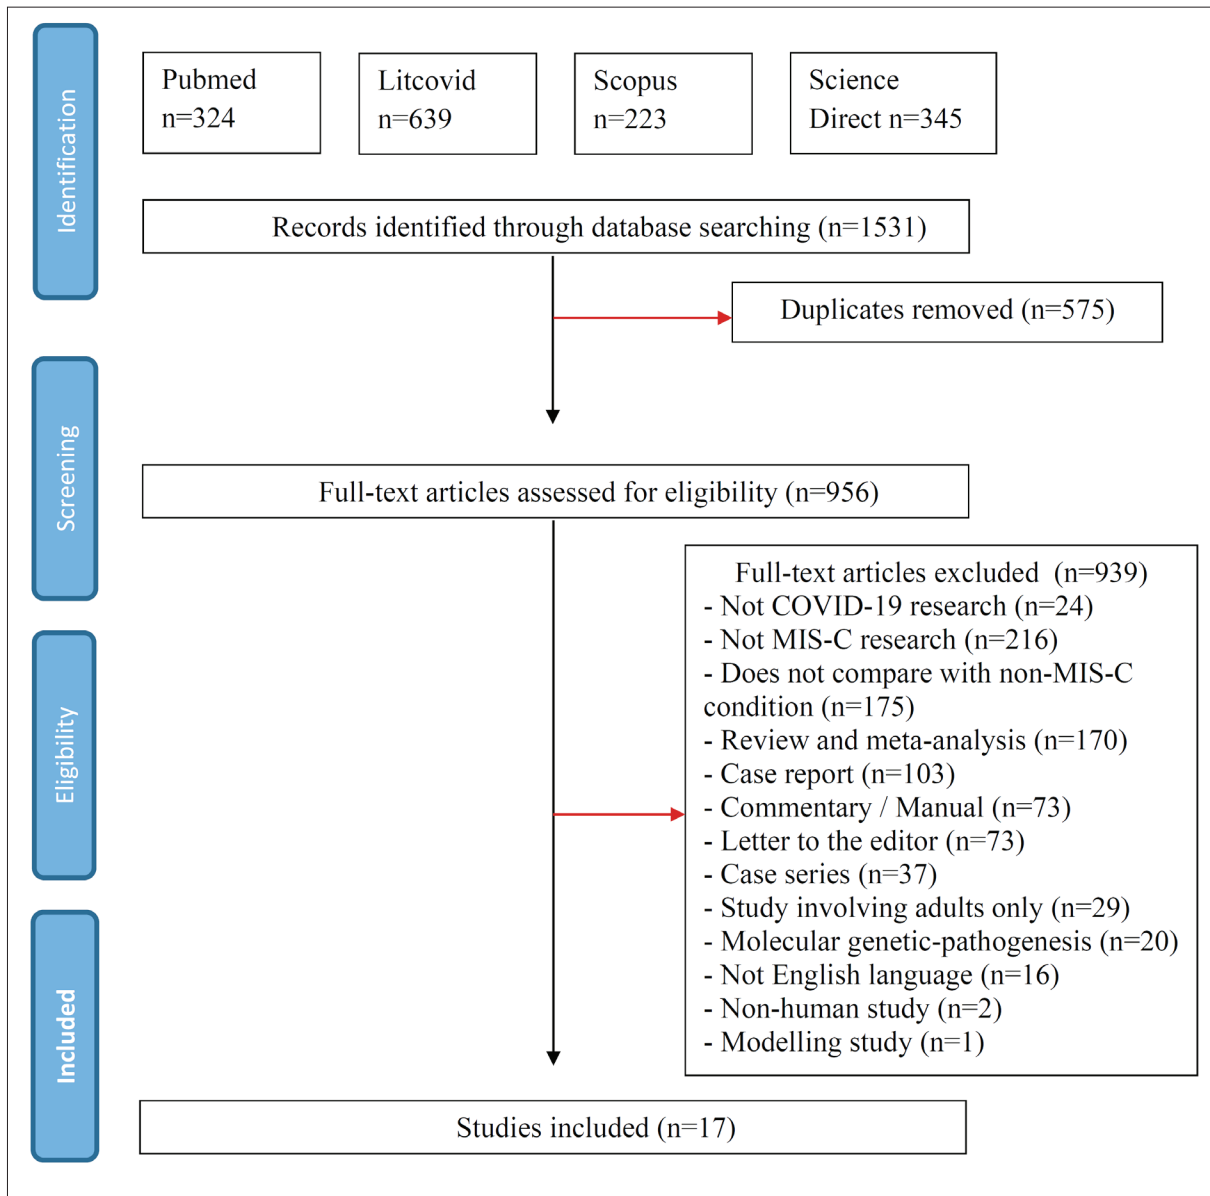 Identification
Pubmed
n=324
Litcovid
n=639
Scopus
n=223
Science
Direct n=345
Records identified through database searching (n=1531)
Duplicates removed (n=575)
Screening
Full-text articles assessed for eligibility (n=956)
Eligibility
Full-text articles excluded (n=939)
- Not COVID-19 research (n=24)
- Not MIS-C research (n=216)
- Does not compare with non-MIS-C
condition (n=175)
- Review and meta-analysis (n=170)
- Case report (n=103)
- Commentary / Manual (n=73)
- Letter to the editor (n=73)
- Case series (n=37)
- Study involving adults only (n=29)
- Molecular genetic-pathogenesis (n=20)
- Not English language (n=16)
- Non-human study (n=2)
- Modelling study (n=1)
Included
Studies included (n=17)